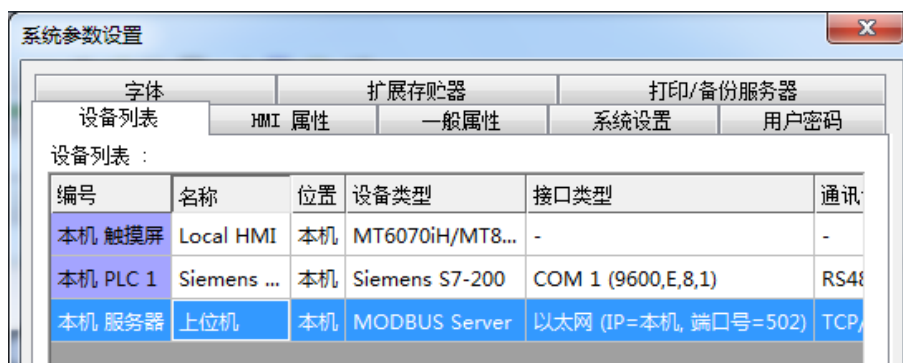 系统参数设置
字体 扩展存贮器 打印/备份服务器
设备列表 HMI 属性 一般属性 系统设置 用户密码
设备列表 :
编号 名称 位置 设备类型 接口类型 通讯
本机 触摸屏 Local HMI 本机 MT6070iH/MT8... - -
本机 PLC 1 Siemens ... 本机 Siemens S7-200 COM 1 (9600,E,8,1) RS48
本机 服务器 上位机 本机 MODBUS Server 以太网 (IP=本机, 端口号=502) TCP/